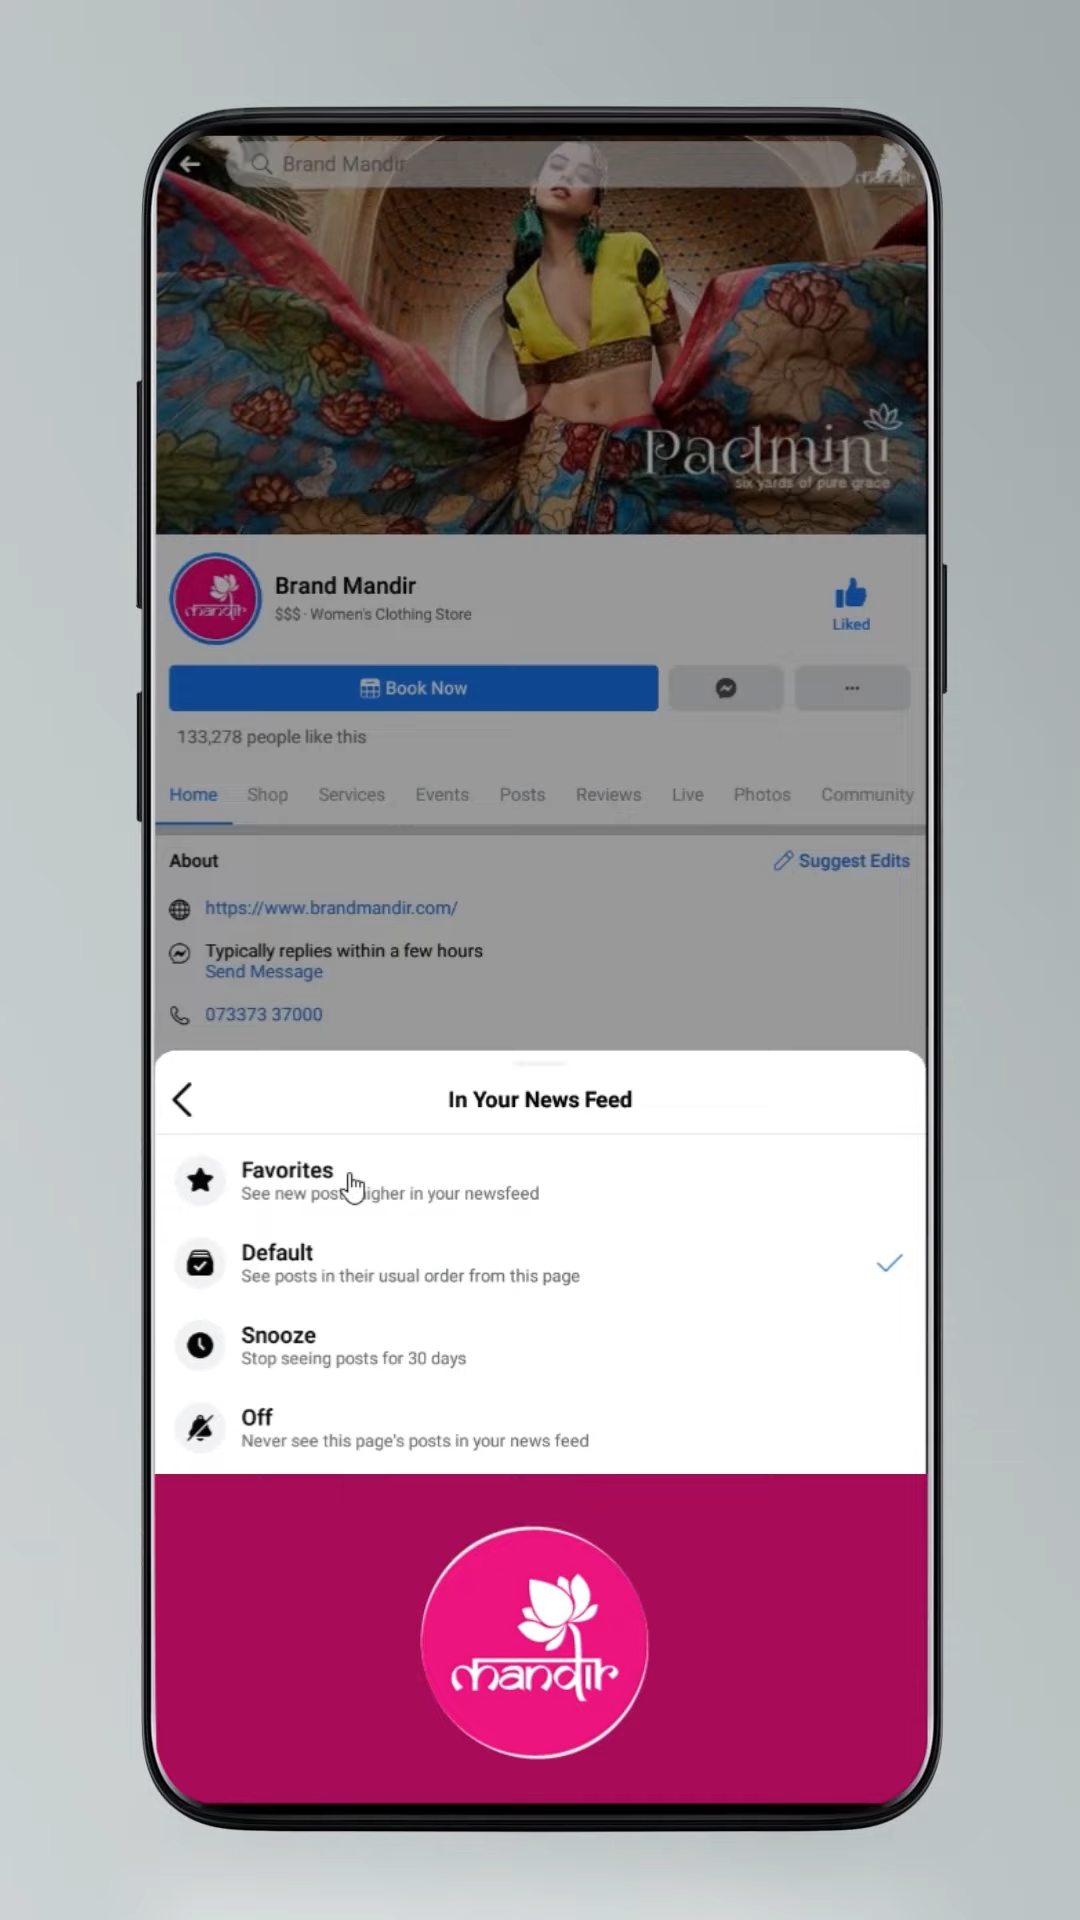 Brand Mandir
mandir
Padmini
six yards of pure grace
mandir
Brand Mandir
$$$ · Women's Clothing Store
Liked
Book Now
133,278 people like this
Home Shop Services Events Posts Reviews Live Photos Community
About
Suggest Edits
https://www.brandmandir.com/
Typically replies within a few hours
Send Message
073373 37000
In Your News Feed
Favorites
See new posts higher in your newsfeed
Default
See posts in their usual order from this page
Snooze
Stop seeing posts for 30 days
Off
Never see this page's posts in your news feed
mandir